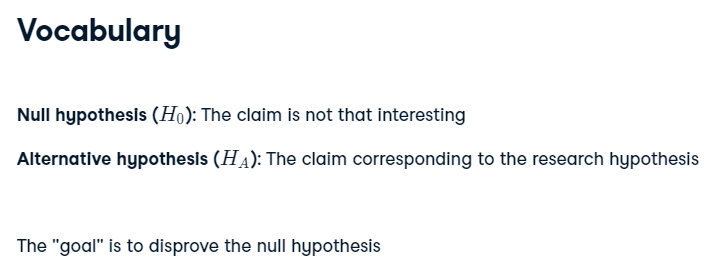 Vocabulary
Null hypothesis (H₀): The claim is not that interesting
Alternative hypothesis (H_A): The claim corresponding to the research hypothesis
The "goal" is to disprove the null hypothesis